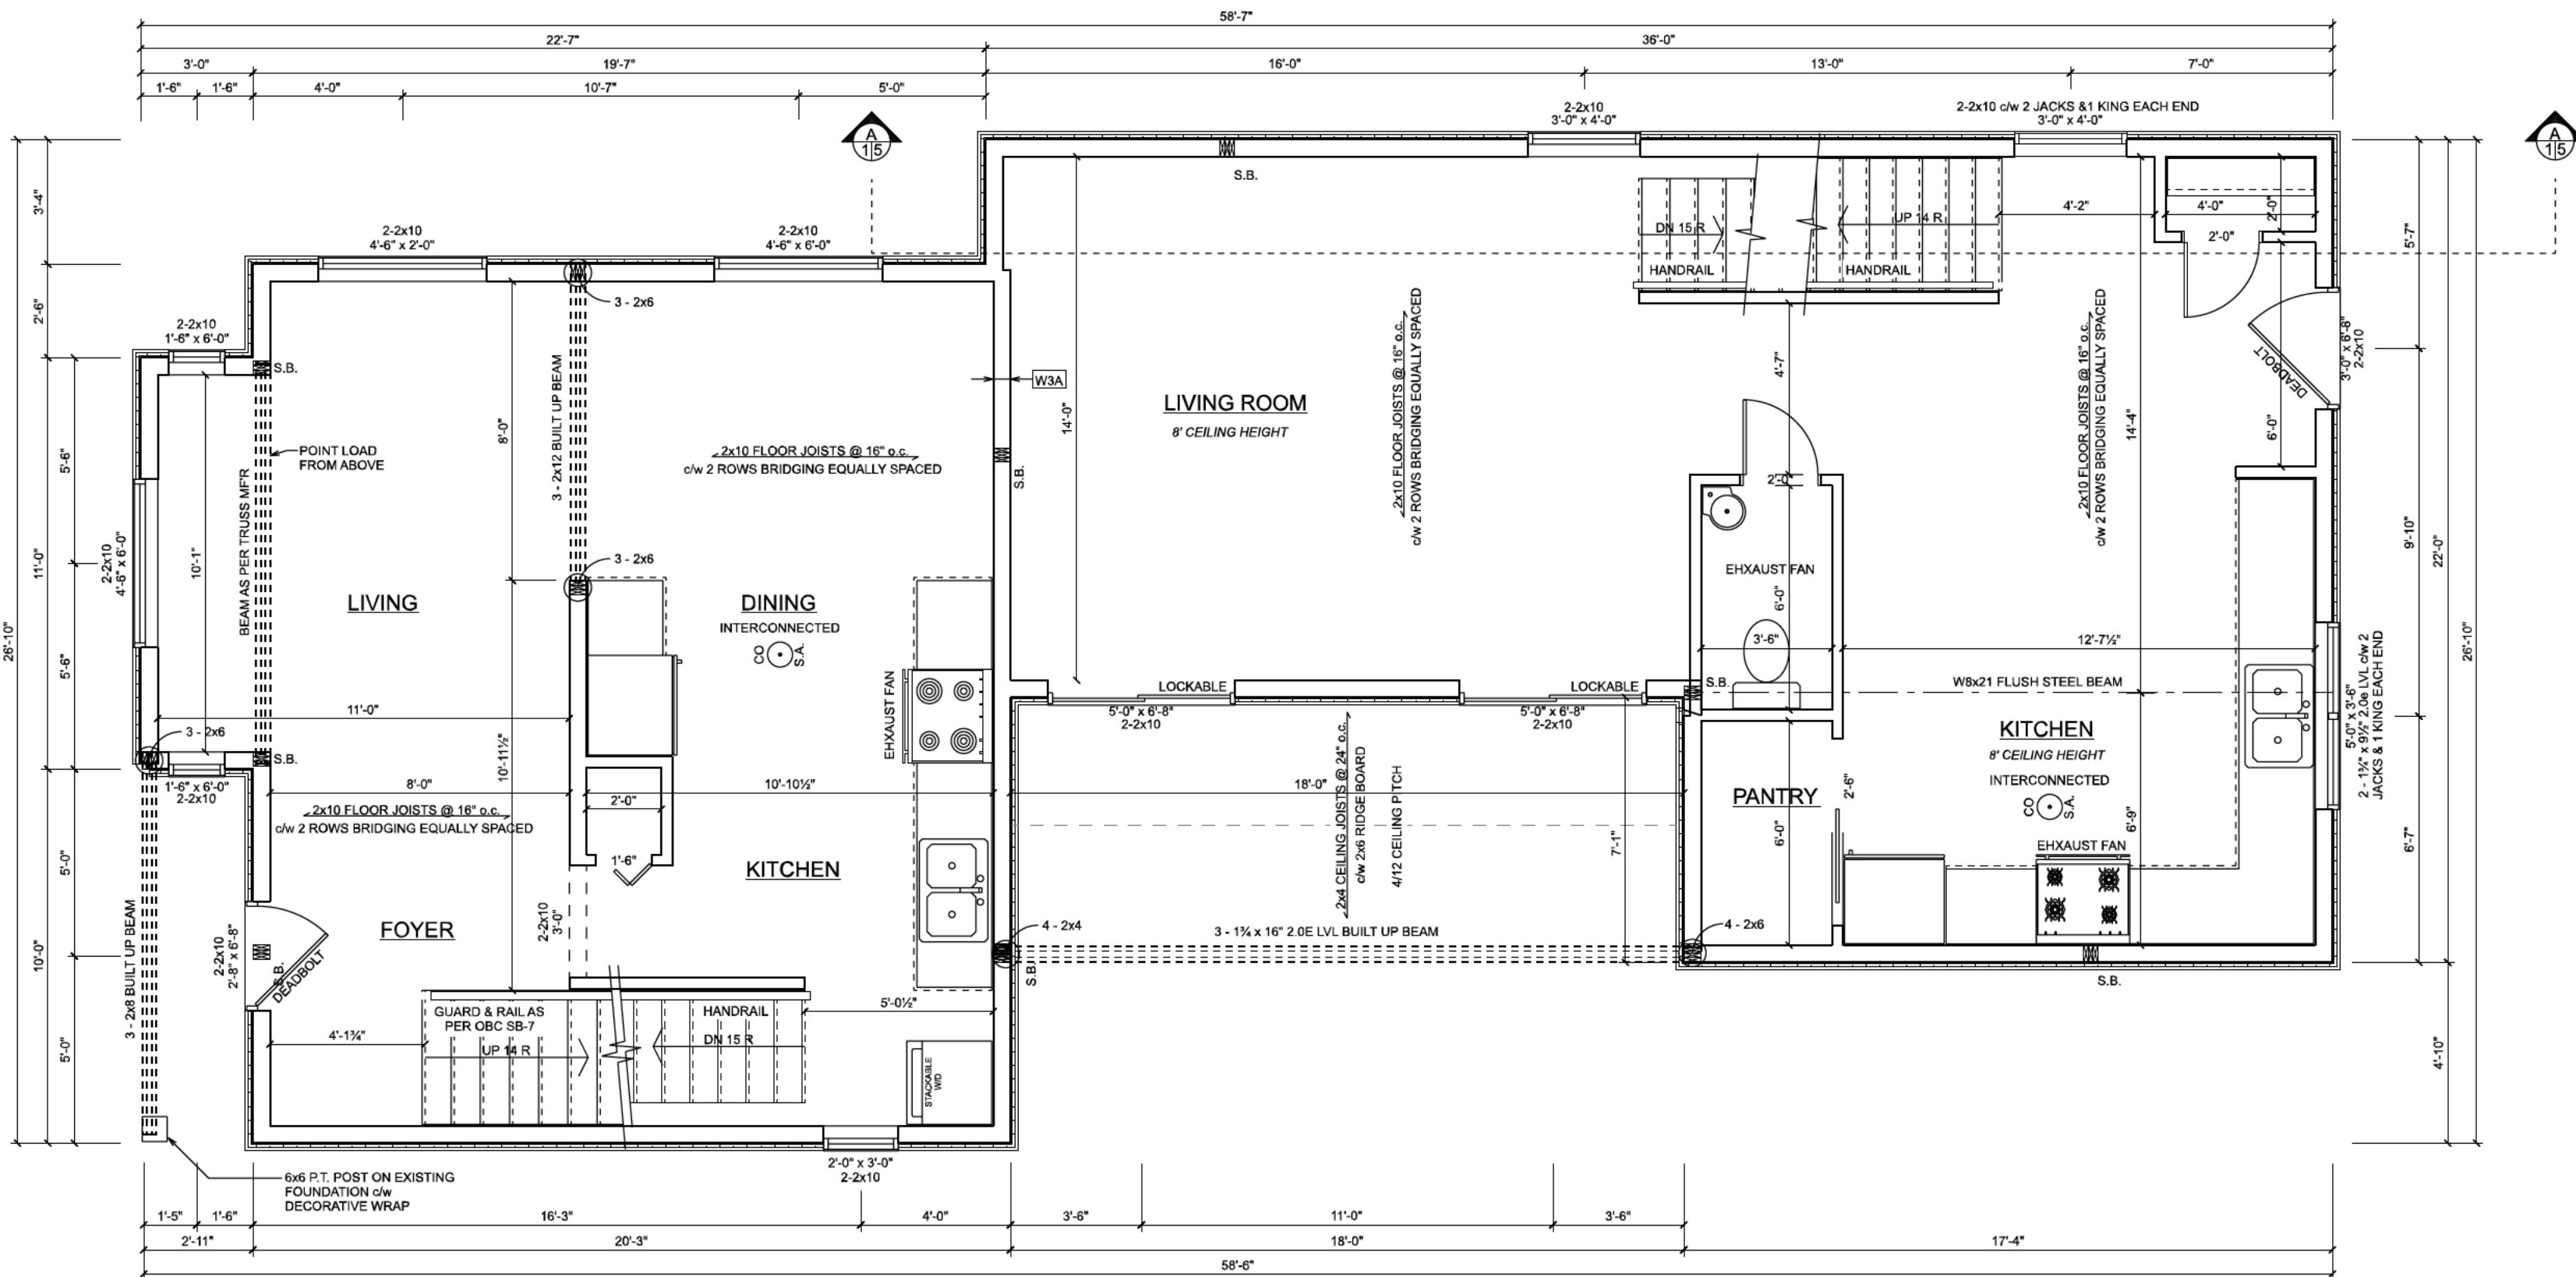 58'-7"
22'-7"
36'-0"
3'-0"
19'-7"
16'-0"
13'-0"
7'-0"
1'-6"
1'-6"
4'-0"
10'-7"
5'-0"
A
1 5
2-2x10
3'-0" x 4'-0"
2-2x10 c/w 2 JACKS &1 KING EACH END
3'-0" x 4'-0"
A
1 5
3'-4"
2'-6"
26'-10"
11'-0"
5'-6"
5'-6"
10'-0"
5'-0"
5'-0"
2-2x10
4'-6" x 2'-0"
2-2x10
4'-6" x 6'-0"
S.B.
DN 15 R
HANDRAIL
UP 14 R
HANDRAIL
4'-2"
4'-0"
2'-0"
2'-0"
5'-7"
3 - 2x6
2-2x10
1'-6" x 6'-0"
S.B.
W3A
14'-0"
LIVING ROOM
8' CEILING HEIGHT
2x10 FLOOR JOISTS @ 16" o.c.
c/w 2 ROWS BRIDGING EQUALLY SPACED
4'-7"
2x10 FLOOR JOISTS @ 16" o.c.
c/w 2 ROWS BRIDGING EQUALLY SPACED
14'-4"
DEADBOLT
3'-0" x 6'-8"
2-2x10
6'-0"
POINT LOAD
FROM ABOVE
8'-0"
3 - 2x12 BUILT UP BEAM
2x10 FLOOR JOISTS @ 16" o.c.
c/w 2 ROWS BRIDGING EQUALLY SPACED
S.B.
2'-0"
9'-10"
22'-0"
26'-10"
2-2x10
4'-6" x 6'-0"
10'-1"
BEAM AS PER TRUSS MF'R
3 - 2x6
LIVING
DINING
INTERCONNECTED
CO
S.A.
EHXAUST FAN
6'-0"
3'-6"
12'-7½"
EHXAUST FAN
LOCKABLE
LOCKABLE
S.B.
W8x21 FLUSH STEEL BEAM
5'-0" x 3'-6"
2 - 1¾" x 9½" 2.0e LVL c/w 2
JACKS & 1 KING EACH END
11'-0"
5'-0" x 6'-8"
2-2x10
5'-0" x 6'-8"
2-2x10
KITCHEN
8' CEILING HEIGHT
INTERCONNECTED
CO
S.A.
3 - 2x6
S.B.
10'-11½"
1'-6" x 6'-0"
2-2x10
8'-0"
2'-0"
10'-10½"
18'-0"
PANTRY
2'-6"
2x10 FLOOR JOISTS @ 16" o.c.
c/w 2 ROWS BRIDGING EQUALLY SPACED
2x4 CEILING JOISTS @ 24" o.c.
c/w 2x6 RIDGE BOARD
4/12 CEILING PITCH
7'-1"
6'-0"
6'-9"
6'-7"
EHXAUST FAN
1'-6"
KITCHEN
FOYER
2-2x10
3'-0"
4 - 2x4
3 - 1¾ x 16" 2.0E LVL BUILT UP BEAM
4 - 2x6
2-2x10
2'-8" x 6'-8"
S.B.
DEADBOLT
S.B.
S.B.
3 - 2x8 BUILT UP BEAM
GUARD & RAIL AS
PER OBC SB-7
HANDRAIL
5'-0½"
4'-1¾"
UP 14 R
DN 15 R
STACKABLE
W/D
4'-10"
6x6 P.T. POST ON EXISTING
FOUNDATION c/w
DECORATIVE WRAP
2'-0" x 3'-0"
2-2x10
1'-5"
1'-6"
16'-3"
4'-0"
3'-6"
11'-0"
3'-6"
2'-11"
20'-3"
18'-0"
17'-4"
58'-6"